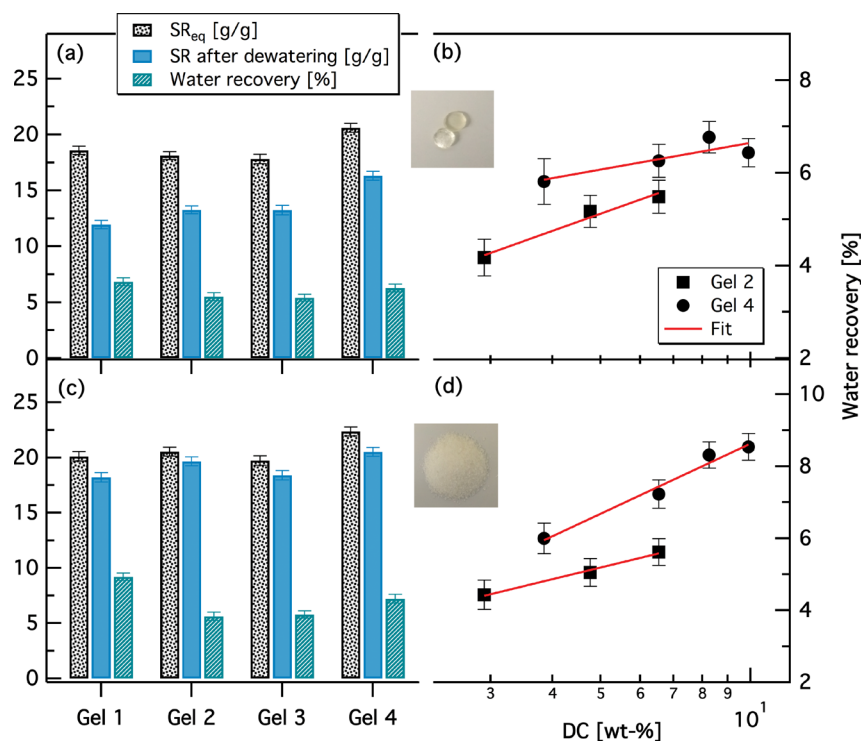 SReq [g/g]
SR after dewatering [g/g]
Water recovery [%]
(a)
25
20
15
10
5
0
(b)
8
6
4
2
Gel 2
Gel 4
Fit
Water recovery [%]
(c)
25
20
15
10
5
0
Gel 1 Gel 2 Gel 3 Gel 4
(d)
10
8
6
4
2
3 4 5 6 7 8 9 10^1
DC [wt-%]